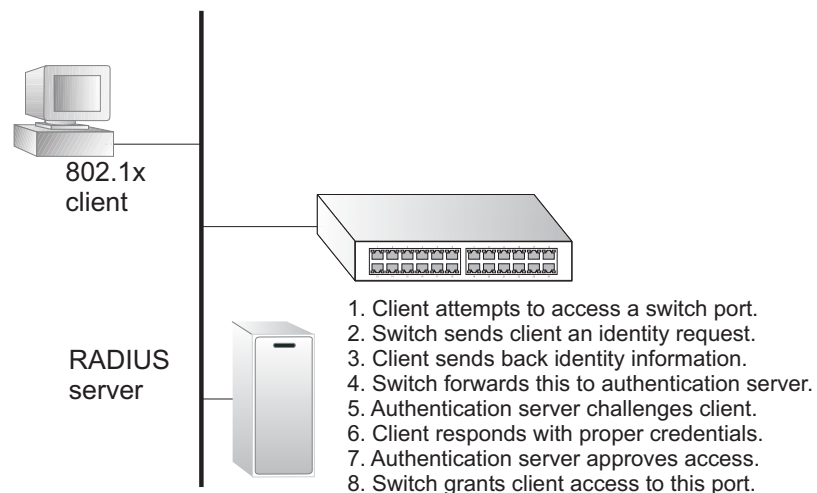 802.1x
client
RADIUS
server
1. Client attempts to access a switch port.
2. Switch sends client an identity request.
3. Client sends back identity information.
4. Switch forwards this to authentication server.
5. Authentication server challenges client.
6. Client responds with proper credentials.
7. Authentication server approves access.
8. Switch grants client access to this port.